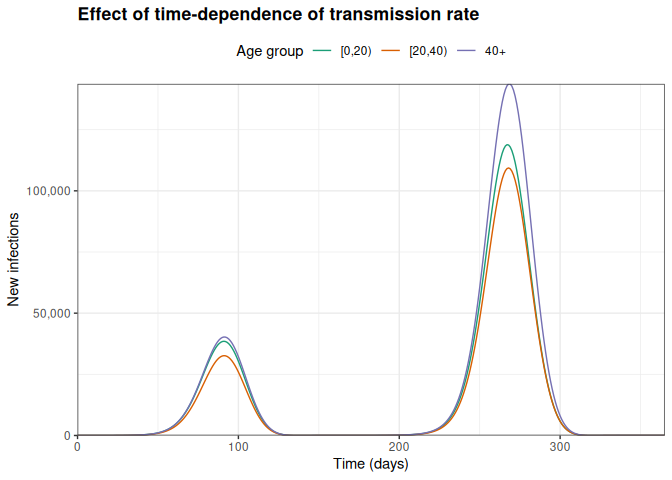 Effect of time-dependence of transmission rate
Age group [0,20) [20,40) 40+
New infections
100,000
50,000
0
0 100 200 300
Time (days)